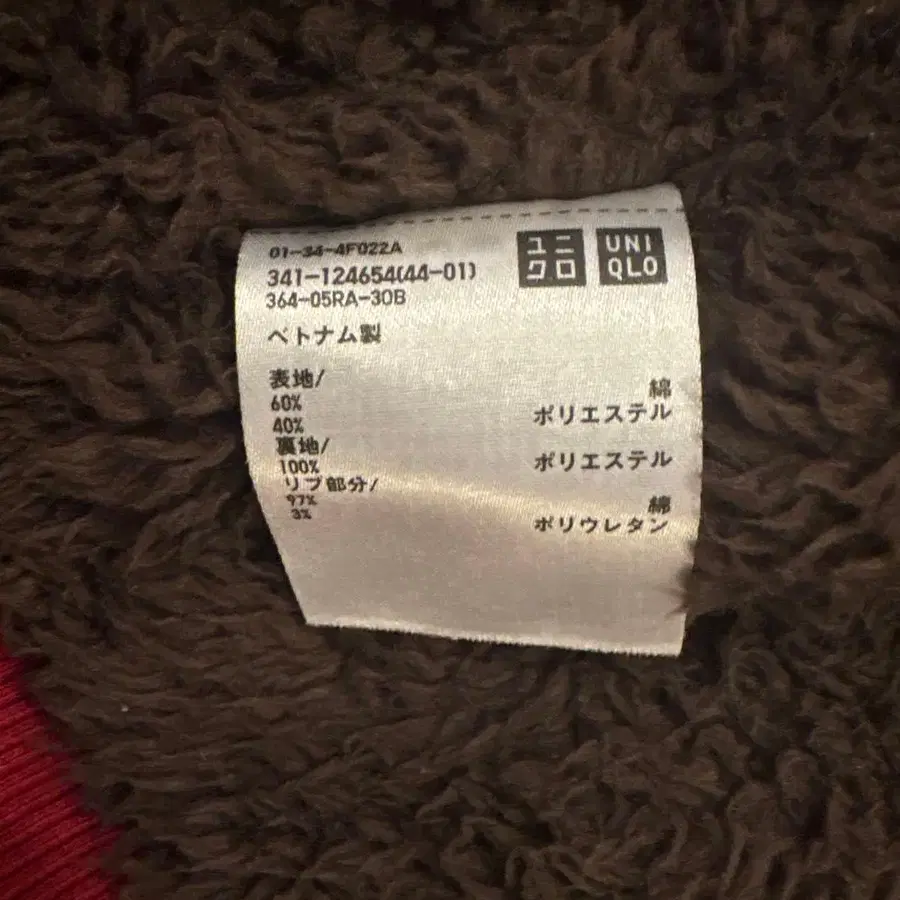 01-34-4F022A
341-124654(44-01)
364-05RA-30B
ユニ
クロ
UNI
QLO
ベトナム製
表地/
60% 綿
40% ポリエステル
裏地/
100% ポリエステル
リブ部分/
97% 綿
3% ポリウレタン